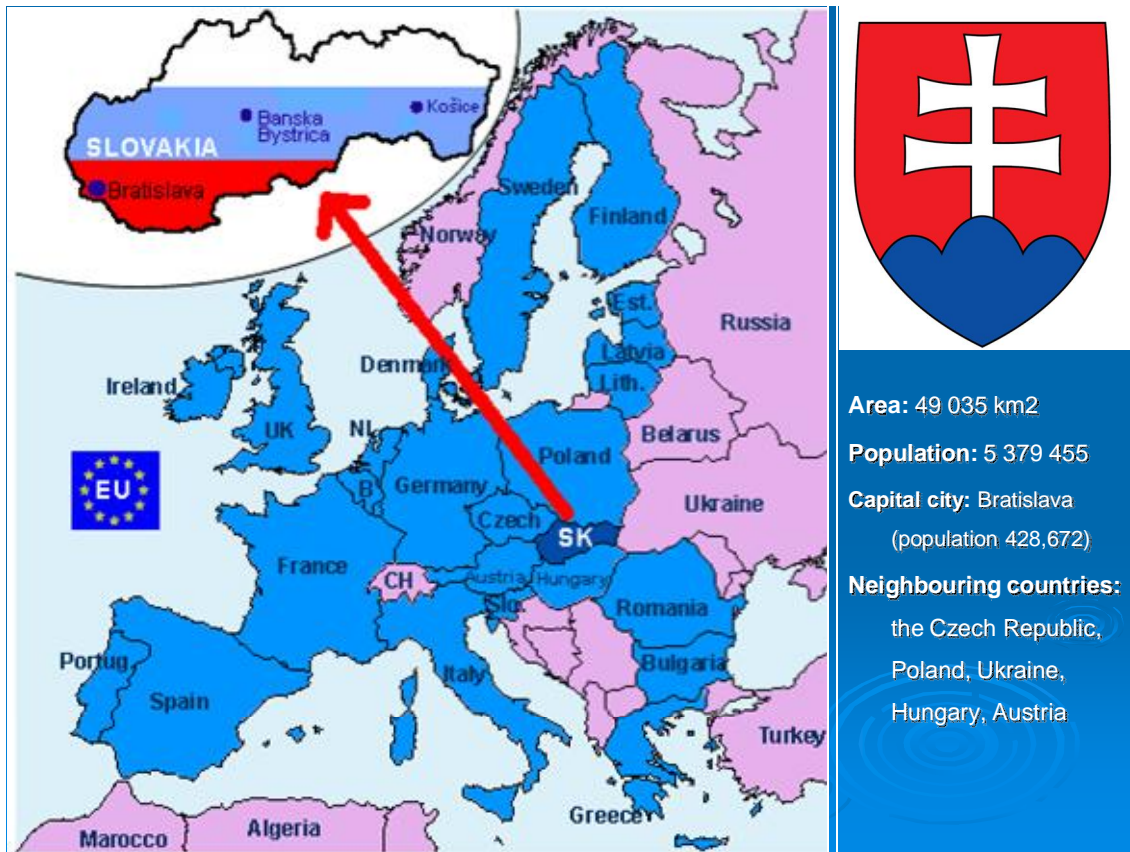 SLOVAKIA
Banska
Bystrica
Košice
Bratislava
Sweden
Finland
Norway
Est.
Russia
Latvia
Denmark
Lith.
Ireland
UK
NL
Belarus
Poland
EU
B
Germany
Ukraine
Czech
SK
France
CH
Austria
Hungary
Slo.
Romania
Portug.
Italy
Bulgaria
Spain
Turkey
Greece
Marocco
Algeria
Area: 49 035 km2
Population: 5 379 455
Capital city: Bratislava
(population 428,672)
Neighbouring countries:
the Czech Republic,
Poland, Ukraine,
Hungary, Austria